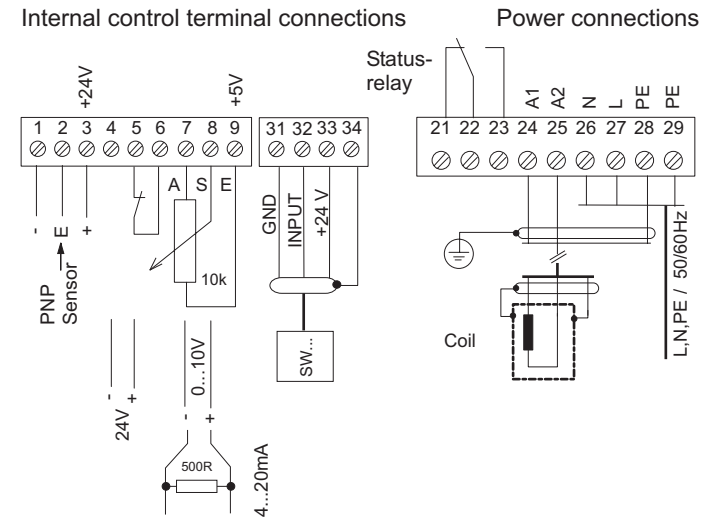 Internal control terminal connections
Power connections
Status-
relay
+24V
+5V
A1
A2
N
L
PE
PE
1 2 3 4 5 6 7 8 9
31 32 33 34
21 22 23 24 25 26 27 28 29
A S E
GND
INPUT
+24 V
- E +
PNP
Sensor
10k
SW...
Coil
L,N,PE / 50/60Hz
- +
24V
0...10V
- +
500R
4...20mA